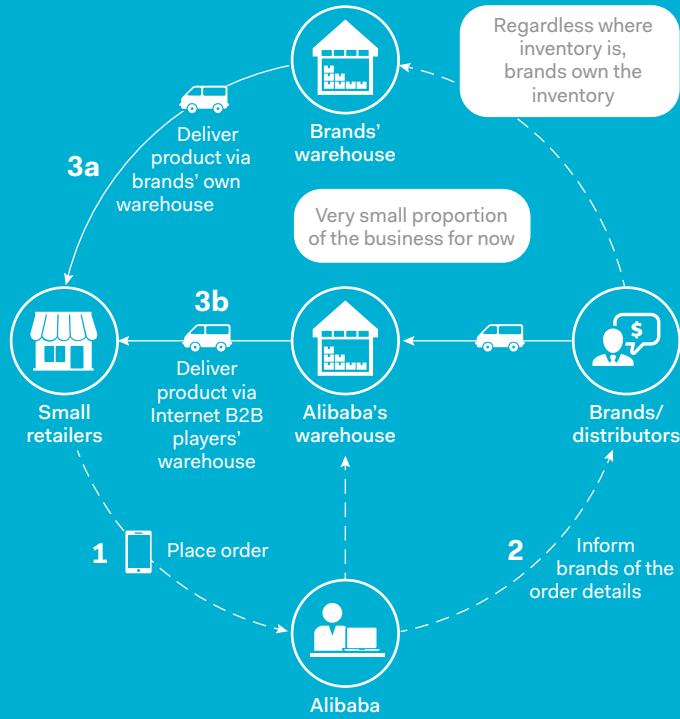 Regardless where
inventory is,
brands own the
inventory
Brands'
warehouse
3a
Deliver
product via
brands' own
warehouse
Very small proportion
of the business for now
3b
Deliver
product via
Internet B2B
players'
warehouse
Small
retailers
Alibaba's
warehouse
$
Brands/
distributors
1
Place order
2
Inform
brands of the
order details
Alibaba